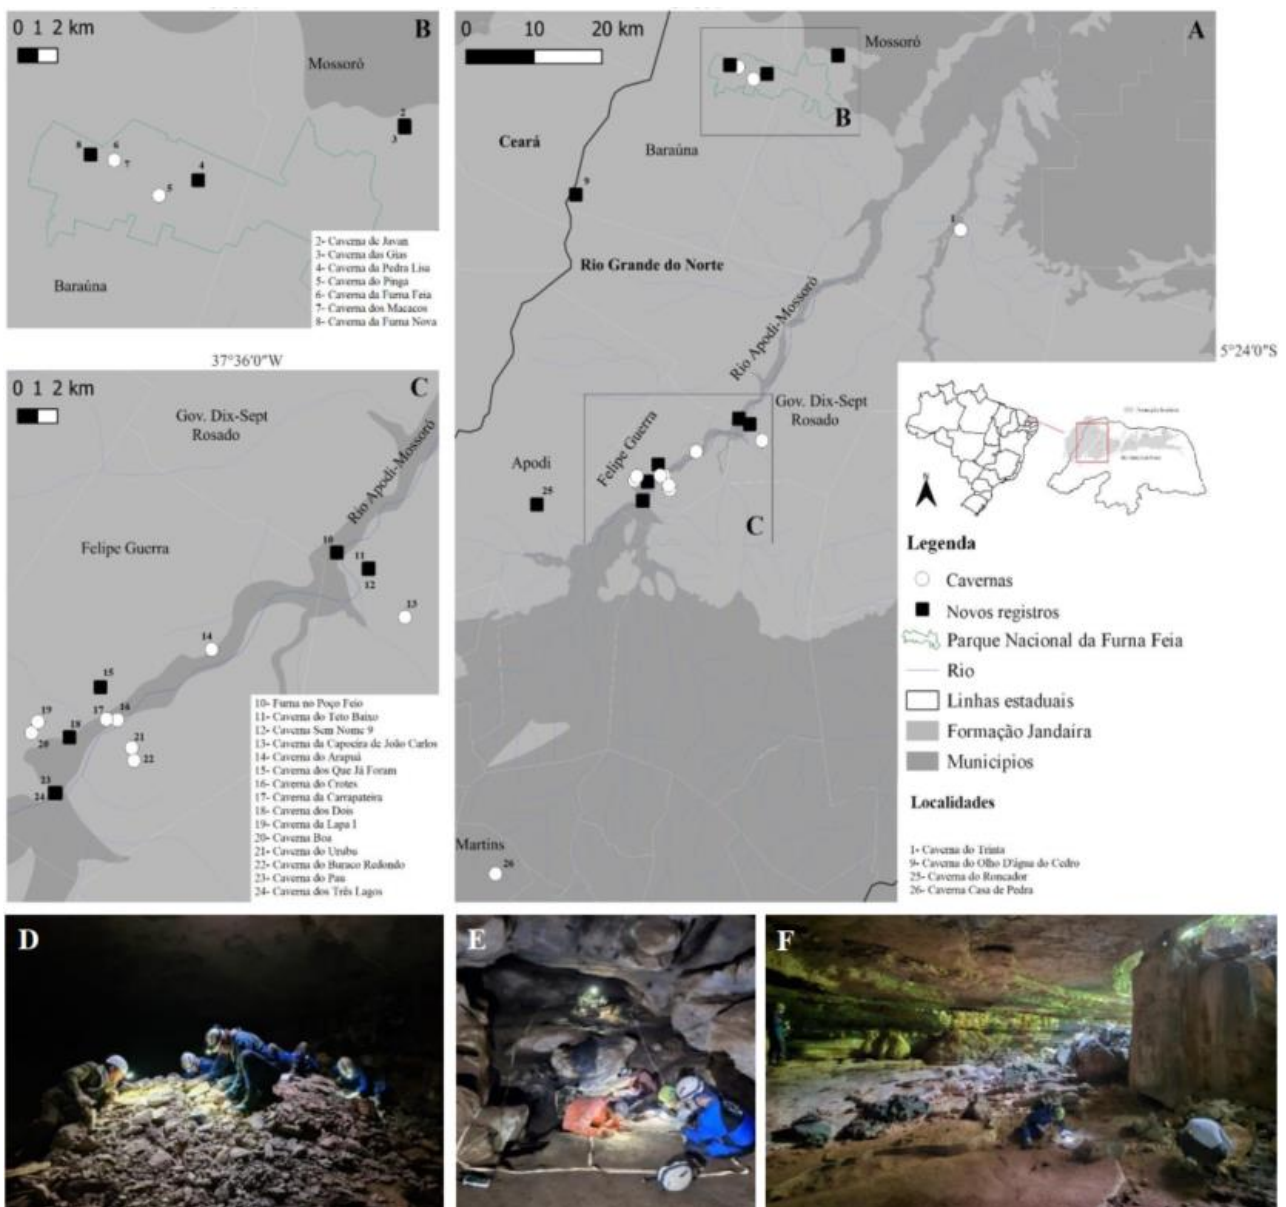 0 1 2 km
B
Mossoró
2
3
8
6
7
4
5
Baraúna
2- Caverna de Javan
3- Caverna das Gias
4- Caverna da Pedra Lisa
5- Caverna do Pinga
6- Caverna da Furna Feia
7- Caverna dos Macacos
8- Caverna da Furna Nova
37°36'0"W
0 1 2 km
C
Gov. Dix-Sept
Rosado
Rio Apodi-Mossoró
Felipe Guerra
10
11
12
13
14
15
16
17
18
19
20
21
22
23
24
10- Furna no Poço Feio
11- Caverna do Teto Baixo
12- Caverna Sem Nome 9
13- Caverna da Capoeira de João Carlos
14- Caverna do Arapuá
15- Caverna dos Que Já Foram
16- Caverna do Crotes
17- Caverna da Carrapateira
18- Caverna dos Dois
19- Caverna da Lapa I
20- Caverna Boa
21- Caverna do Urubu
22- Caverna do Buraco Redondo
23- Caverna do Pau
24- Caverna dos Três Lagos
0 10 20 km
A
Mossoró
B
Ceará
Baraúna
9
1
Rio Grande do Norte
Rio Apodi-Mossoró
5°24'0"S
Gov. Dix-Sept
Rosado
Felipe Guerra
Apodi
25
C
Martins
26
N
Legenda
Cavernas
Novos registros
Parque Nacional da Furna Feia
Rio
Linhas estaduais
Formação Jandaíra
Municípios
Localidades
1- Caverna do Trinta
9- Caverna do Olho D'água do Cedro
25- Caverna do Roncador
26- Caverna Casa de Pedra
D
E
F